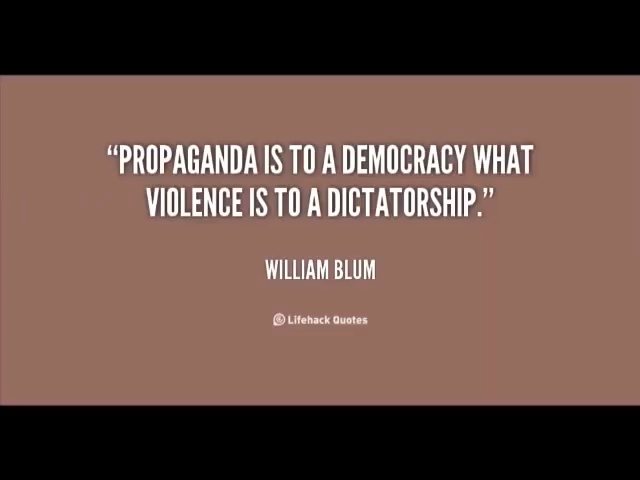 “PROPAGANDA IS TO A DEMOCRACY WHAT
VIOLENCE IS TO A DICTATORSHIP.”
WILLIAM BLUM
Lifehack Quotes